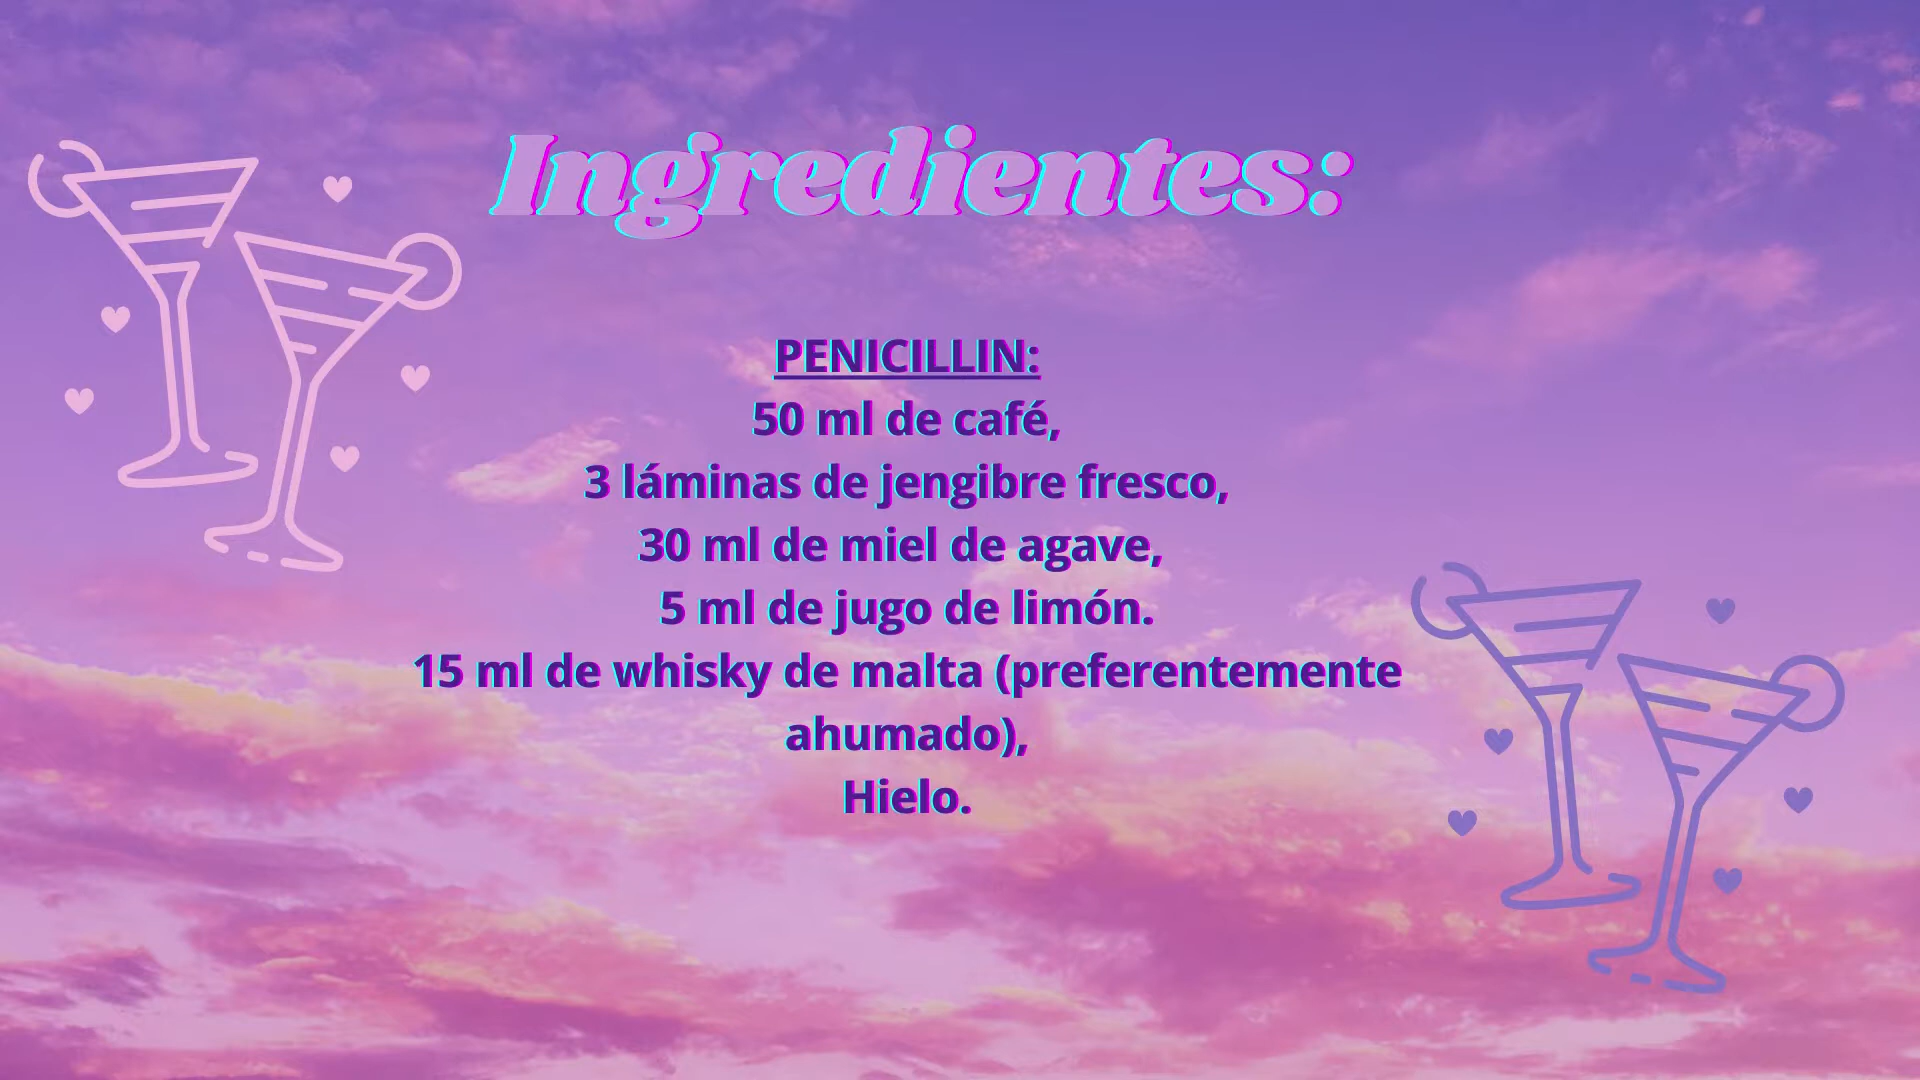 Ingredientes:
PENICILLIN:
50 ml de café,
3 láminas de jengibre fresco,
30 ml de miel de agave,
5 ml de jugo de limón.
15 ml de whisky de malta (preferentemente
ahumado),
Hielo.